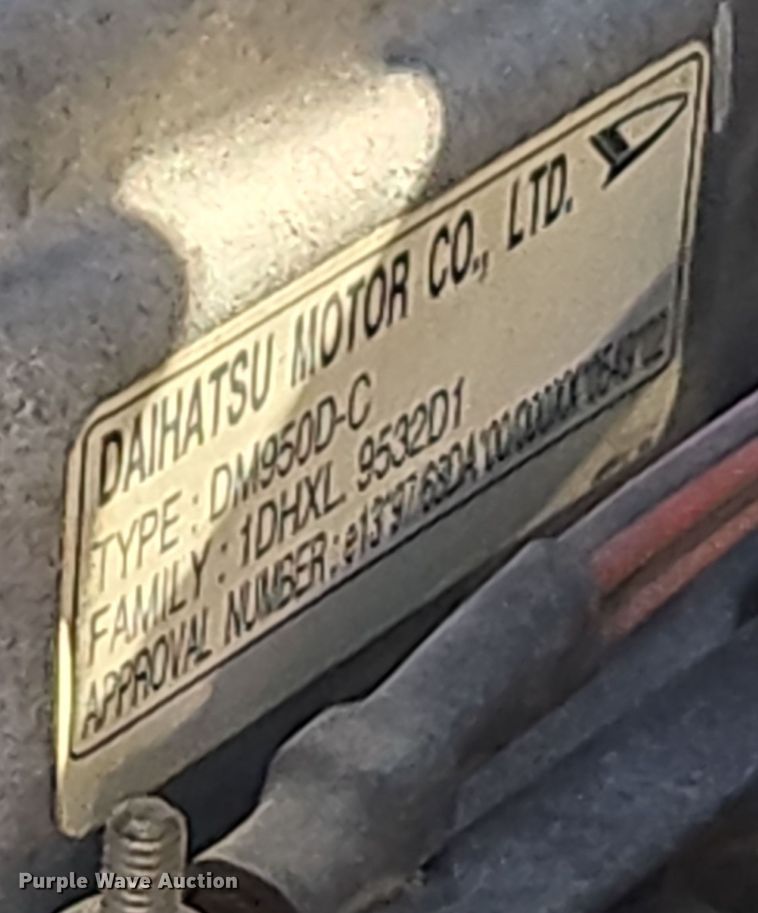 DAIHATSU MOTOR CO., LTD.
TYPE : DM950D-C
FAMILY : 1DHXL 9532D1
APPROVAL NUMBER :
Purple Wave Auction